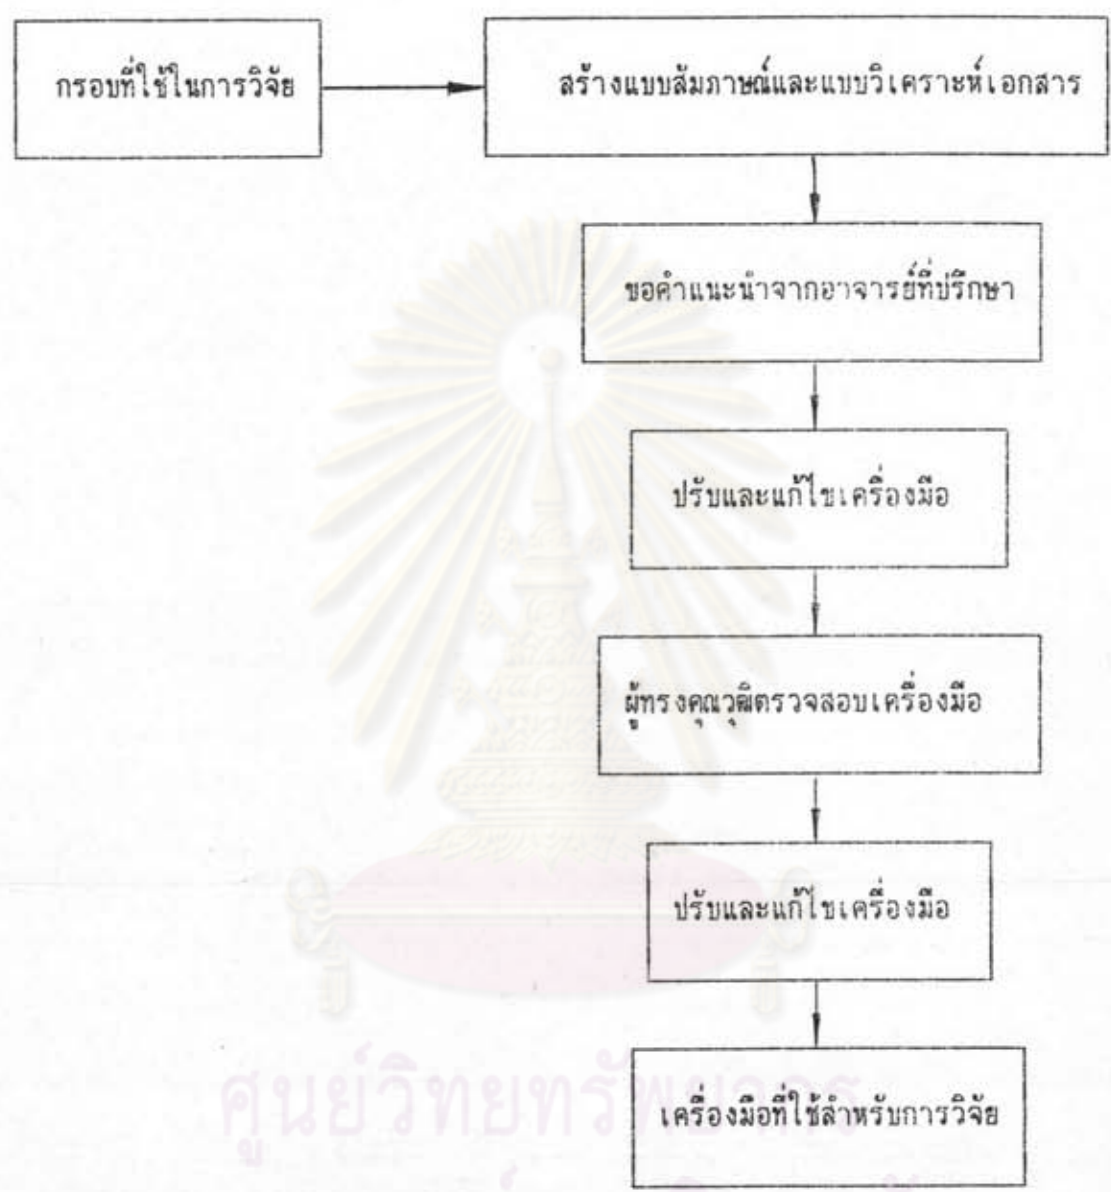 กรอบที่ใช้ในการวิจัย
สร้างแบบสัมภาษณ์และแบบวิเคราะห์เอกสาร
ขอคำแนะนำจากอาจารย์ที่ปรึกษา
ปรับและแก้ไขเครื่องมือ
ผู้ทรงคุณวุฒิตรวจสอบเครื่องมือ
ปรับและแก้ไขเครื่องมือ
เครื่องมือที่ใช้สำหรับการวิจัย
ศูนย์วิทยทรัพยากร